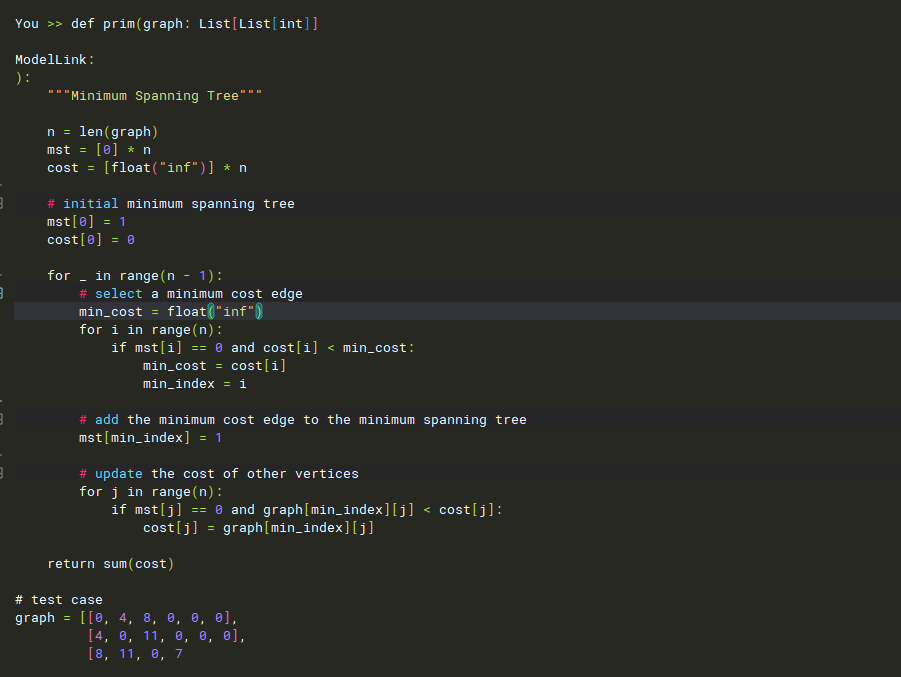 You >> def prim(graph: List[List[int]]
ModelLink:
):
    """Minimum Spanning Tree"""
    n = len(graph)
    mst = [0] * n
    cost = [float("inf")] * n
    # initial minimum spanning tree
    mst[0] = 1
    cost[0] = 0
    for _ in range(n - 1):
        # select a minimum cost edge
        min_cost = float("inf")
        for i in range(n):
            if mst[i] == 0 and cost[i] < min_cost:
                min_cost = cost[i]
                min_index = i
        # add the minimum cost edge to the minimum spanning tree
        mst[min_index] = 1
        # update the cost of other vertices
        for j in range(n):
            if mst[j] == 0 and graph[min_index][j] < cost[j]:
                cost[j] = graph[min_index][j]
    return sum(cost)
# test case
graph = [[0, 4, 8, 0, 0, 0],
         [4, 0, 11, 0, 0, 0],
         [8, 11, 0, 7